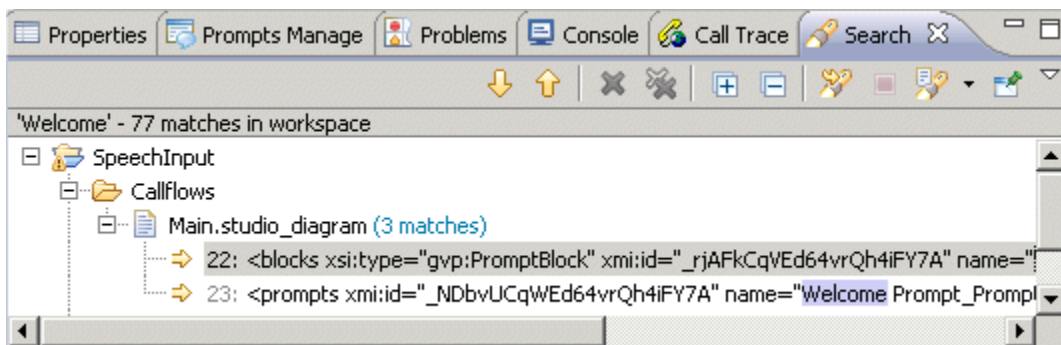 Properties Prompts Manage Problems Console Call Trace Search
'Welcome' - 77 matches in workspace
SpeechInput
Callflows
Main.studio_diagram (3 matches)
22: <blocks xsi:type="gvp:PromptBlock" xmi:id="_rjAFkCqVEd64vrQh4iFY7A" name="
23: <prompts xmi:id="_NDbvUCqWEd64vrQh4iFY7A" name="Welcome Prompt_Prompt